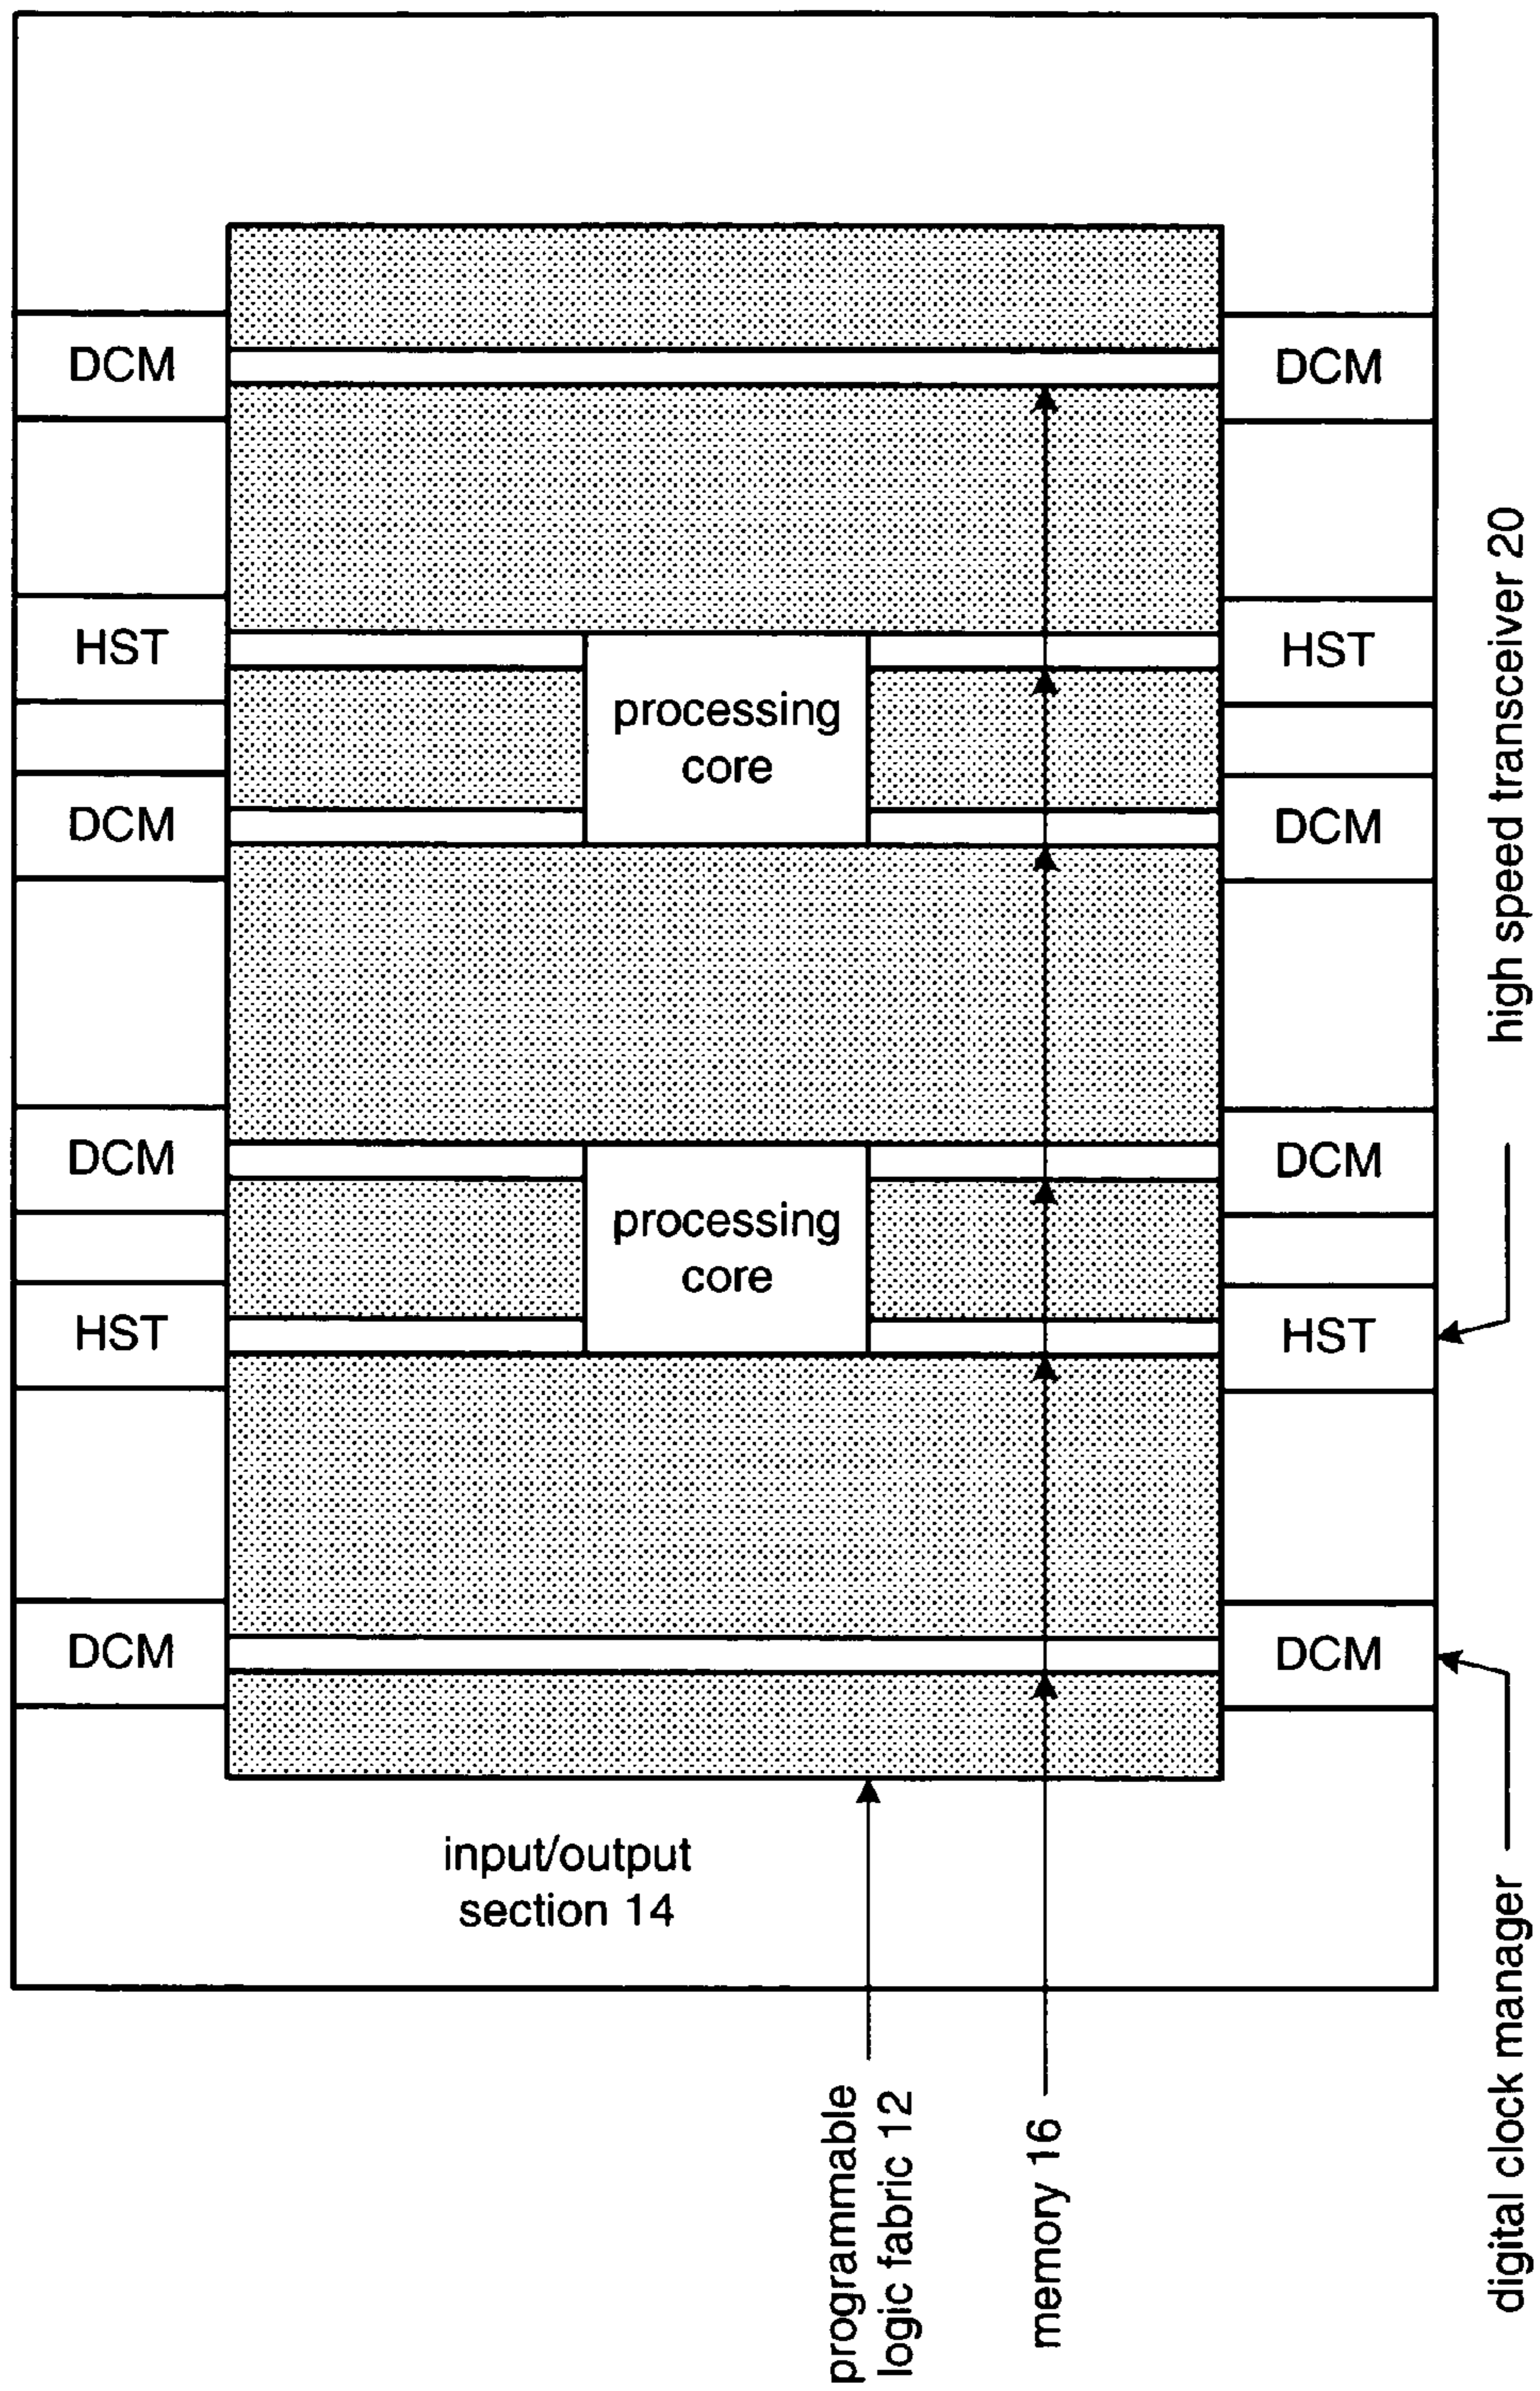 DCM
DCM
HST
HST
processing
core
DCM
DCM
high speed transceiver 20
DCM
DCM
processing
core
HST
HST
DCM
DCM
input/output
section 14
programmable
logic fabric 12
memory 16
digital clock manager